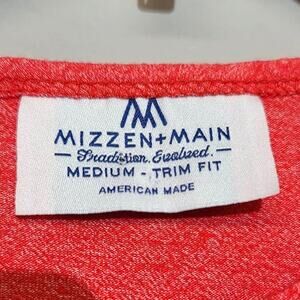 MIZZEN+MAIN
Tradition. Evolved.
MEDIUM - TRIM FIT
AMERICAN MADE